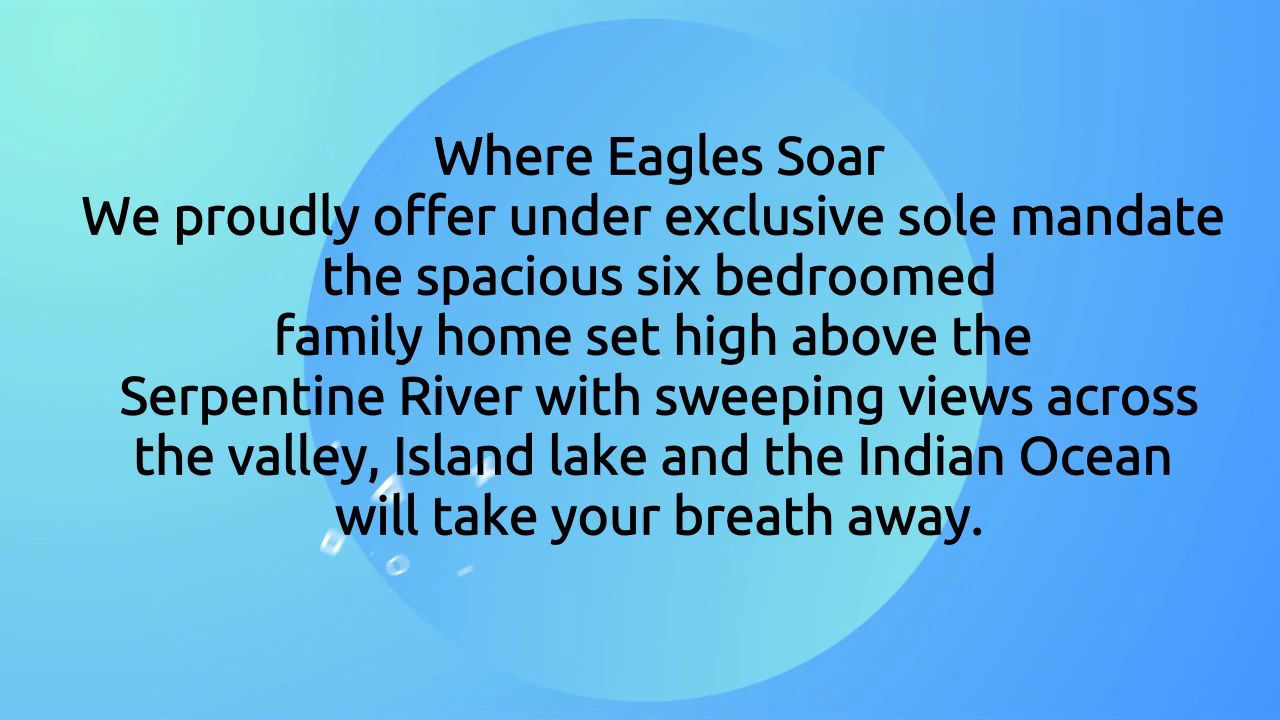 Where Eagles Soar
We proudly offer under exclusive sole mandate
the spacious six bedroomed
family home set high above the
Serpentine River with sweeping views across
the valley, Island lake and the Indian Ocean
will take your breath away.